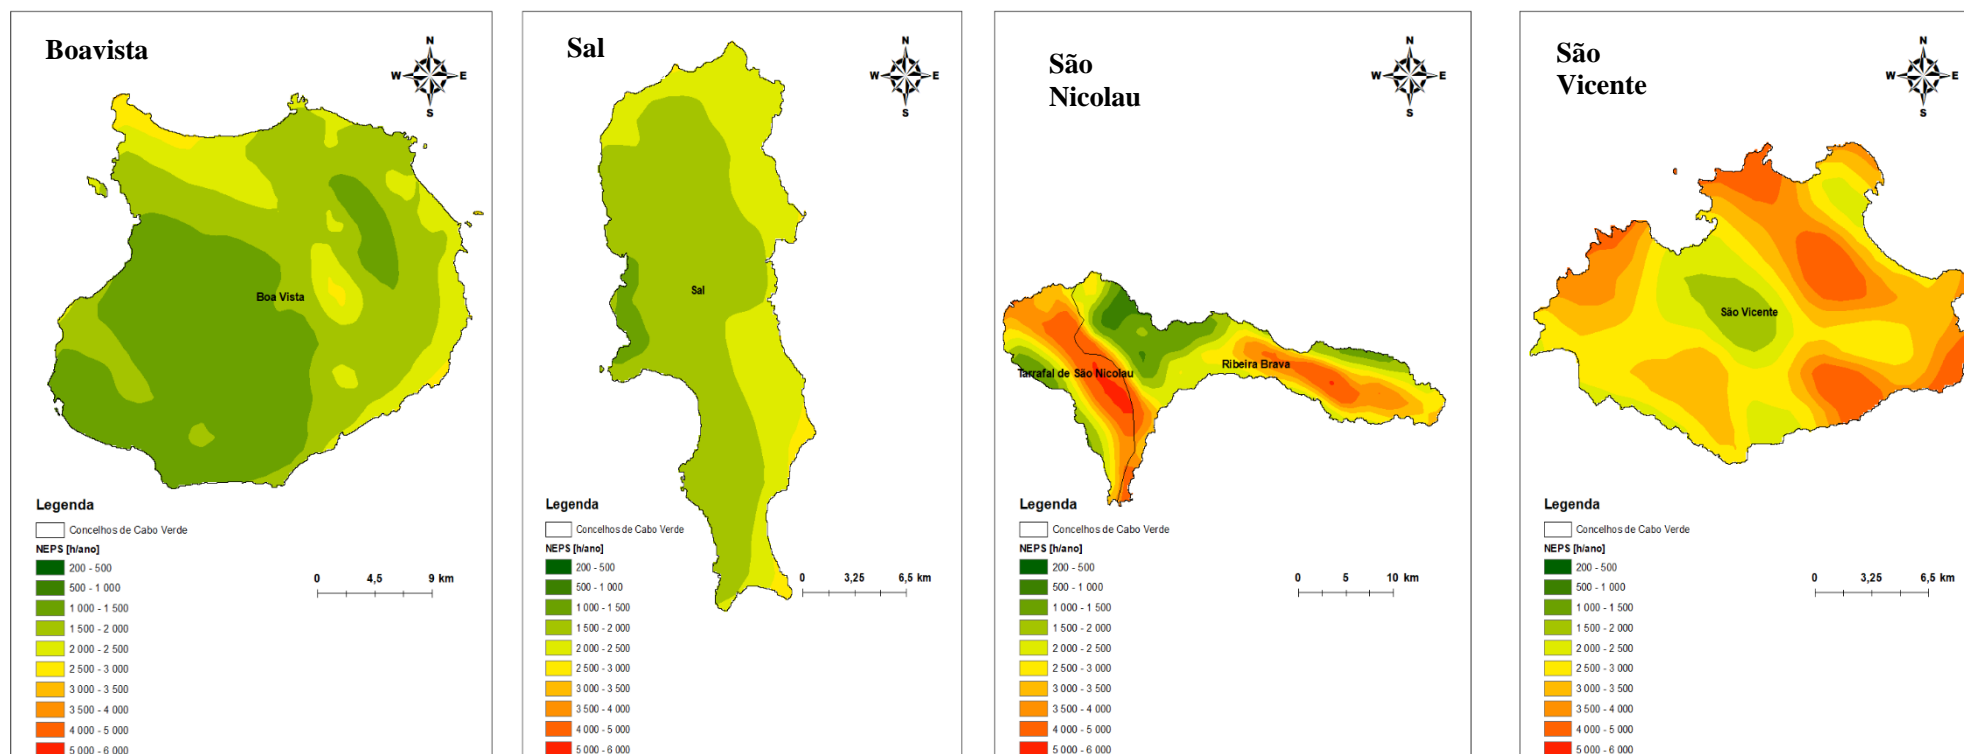 Boavista
N
W E
S
Boa Vista
Legenda
Concelhos de Cabo Verde
NEPS [h/ano]
200 - 500
500 - 1 000
1 000 - 1 500
1 500 - 2 000
2 000 - 2 500
2 500 - 3 000
3 000 - 3 500
3 500 - 4 000
4 000 - 5 000
5 000 - 6 000
0 4,5 9 km
Sal
N
W E
S
Sal
Legenda
Concelhos de Cabo Verde
NEPS [h/ano]
200 - 500
500 - 1 000
1 000 - 1 500
1 500 - 2 000
2 000 - 2 500
2 500 - 3 000
3 000 - 3 500
3 500 - 4 000
4 000 - 5 000
5 000 - 6 000
0 3,25 6,5 km
São
Nicolau
N
W E
S
Ribeira Brava
Tarrafal de São Nicolau
Legenda
Concelhos de Cabo Verde
NEPS [h/ano]
200 - 500
500 - 1 000
1 000 - 1 500
1 500 - 2 000
2 000 - 2 500
2 500 - 3 000
3 000 - 3 500
3 500 - 4 000
4 000 - 5 000
5 000 - 6 000
0 5 10 km
São
Vicente
N
W E
S
São Vicente
Legenda
Concelhos de Cabo Verde
NEPS [h/ano]
200 - 500
500 - 1 000
1 000 - 1 500
1 500 - 2 000
2 000 - 2 500
2 500 - 3 000
3 000 - 3 500
3 500 - 4 000
4 000 - 5 000
5 000 - 6 000
0 3,25 6,5 km